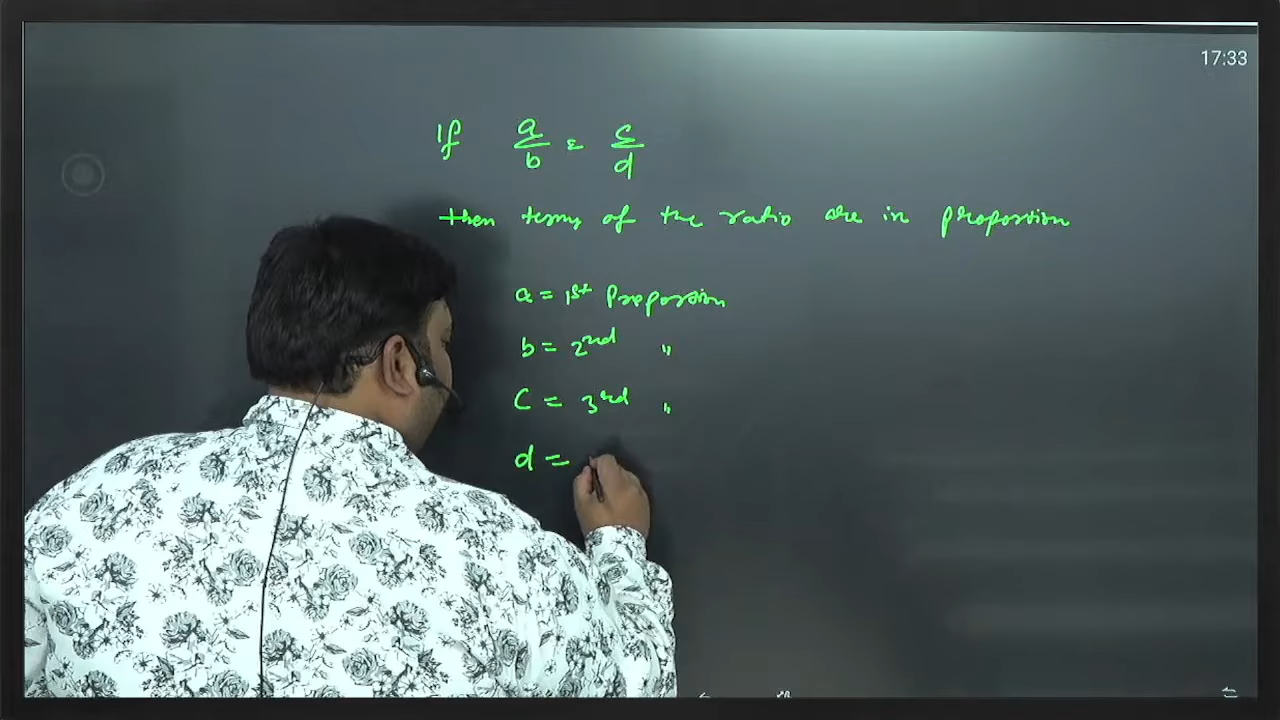 17:33
If a/b = c/d
then terms of the ratio are in proportion
a = 1st Proportion
b = 2nd "
c = 3rd "
d =